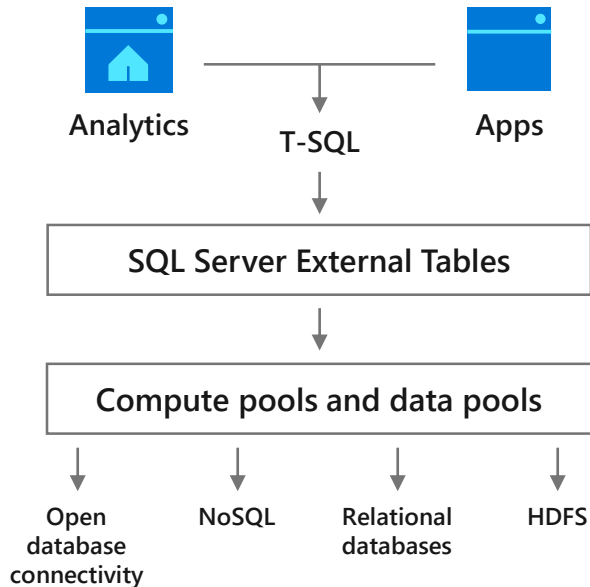 Analytics
Apps
T-SQL
SQL Server External Tables
Compute pools and data pools
Open
database
connectivity
NoSQL
Relational
databases
HDFS